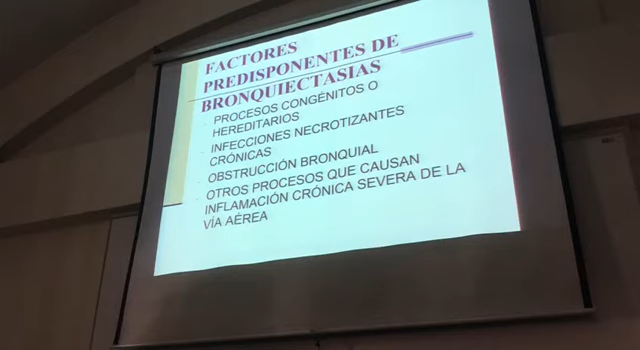 FACTORES
PREDISPONENTES DE
BRONQUIECTASIAS
PROCESOS CONGÉNITOS O
HEREDITARIOS
INFECCIONES NECROTIZANTES
CRÓNICAS
OBSTRUCCIÓN BRONQUIAL
OTROS PROCESOS QUE CAUSAN
INFLAMACIÓN CRÓNICA SEVERA DE LA
VÍA AÉREA